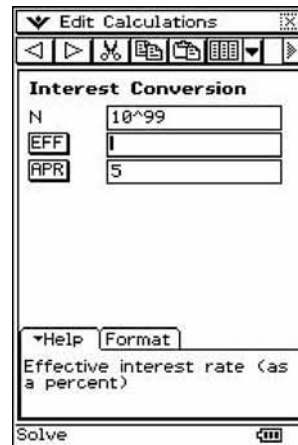 Edit Calculations
Interest Conversion
N 10^99
EFF
APR 5
Help Format
Effective interest rate (as
a percent)
Solve